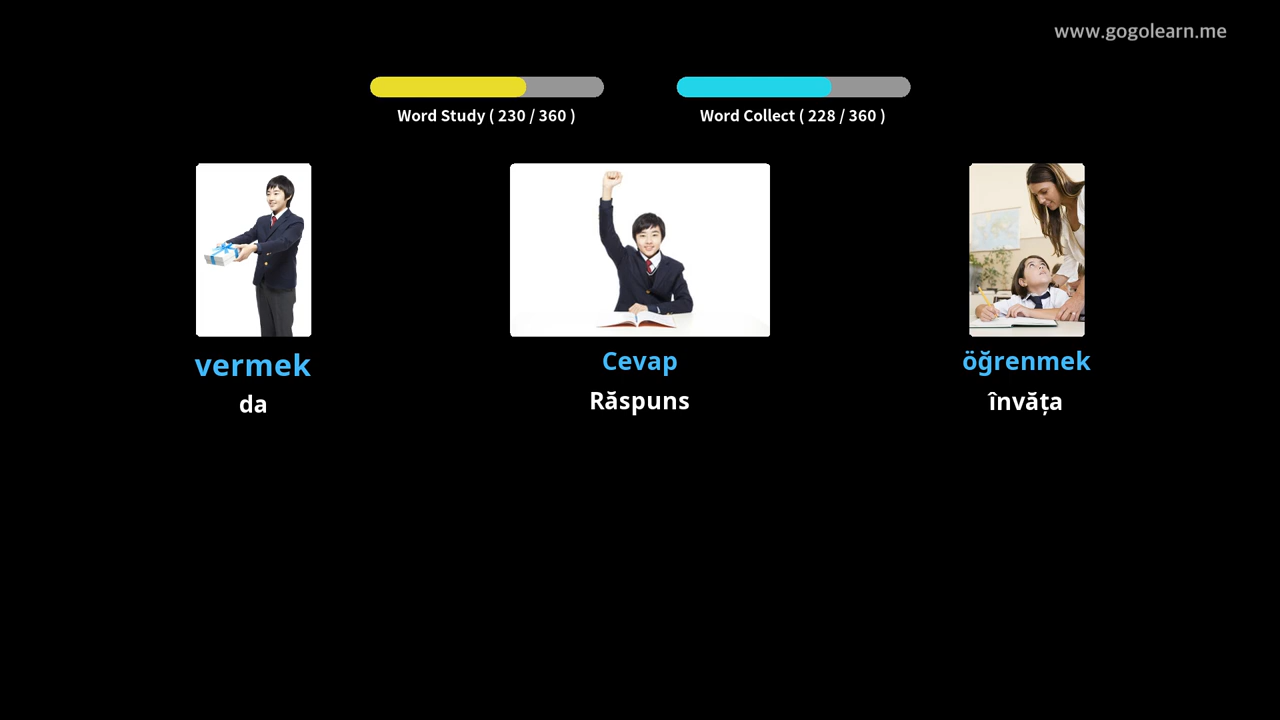 www.gogolearn.me
Word Study ( 230 / 360 )
Word Collect ( 228 / 360 )
vermek
da
Cevap
Răspuns
öğrenmek
învăța